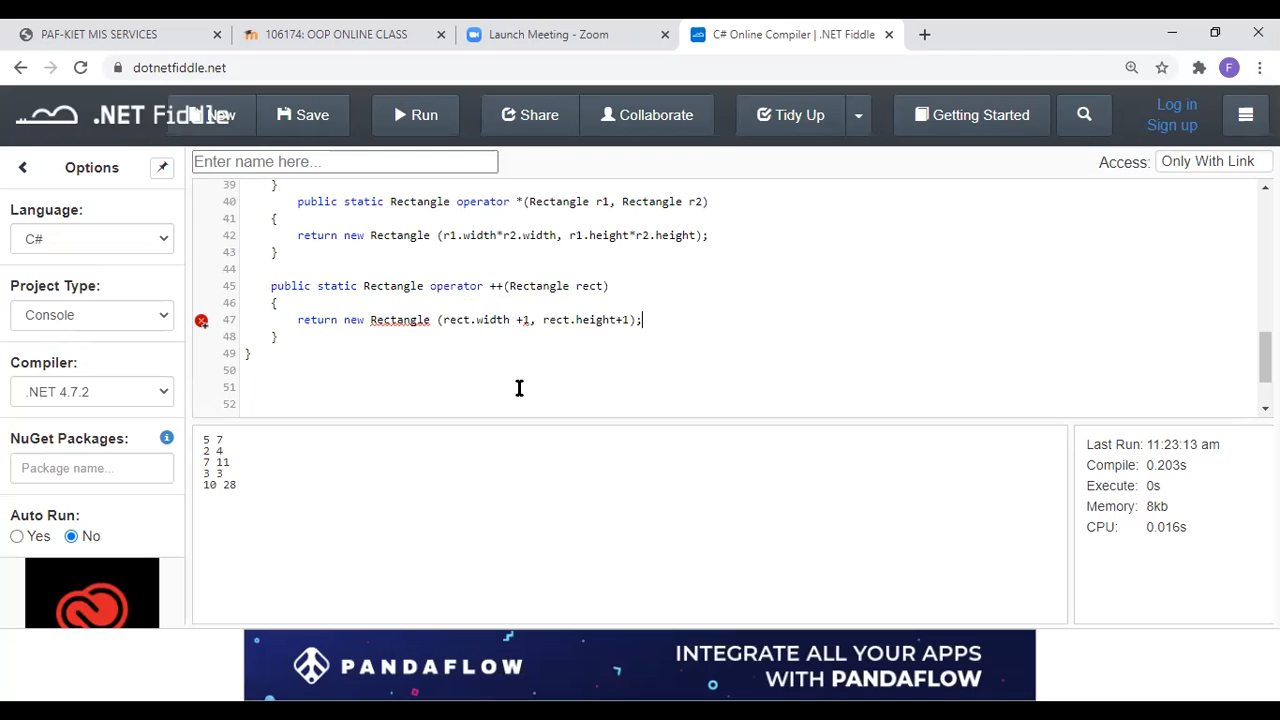 PAF-KIET MIS SERVICES
106174: OOP ONLINE CLASS
Launch Meeting - Zoom
C# Online Compiler | .NET Fiddle
dotnetfiddle.net
F
.NET Fiddle
New
Save
Run
Share
Collaborate
Tidy Up
Getting Started
Log in
Sign up
Options
Enter name here...
Access:
Only With Link
Language:
C#
Project Type:
Console
Compiler:
.NET 4.7.2
NuGet Packages:
Package name...
Auto Run:
Yes
No
39 }
40 public static Rectangle operator *(Rectangle r1, Rectangle r2)
41 {
42 return new Rectangle (r1.width*r2.width, r1.height*r2.height);
43 }
44
45 public static Rectangle operator ++(Rectangle rect)
46 {
47 return new Rectangle (rect.width +1, rect.height+1);
48 }
49 }
50
51
52
5 7
2 4
7 11
3 3
10 28
Last Run: 11:23:13 am
Compile: 0.203s
Execute: 0s
Memory: 8kb
CPU: 0.016s
PANDAFLOW
INTEGRATE ALL YOUR APPS
WITH PANDAFLOW